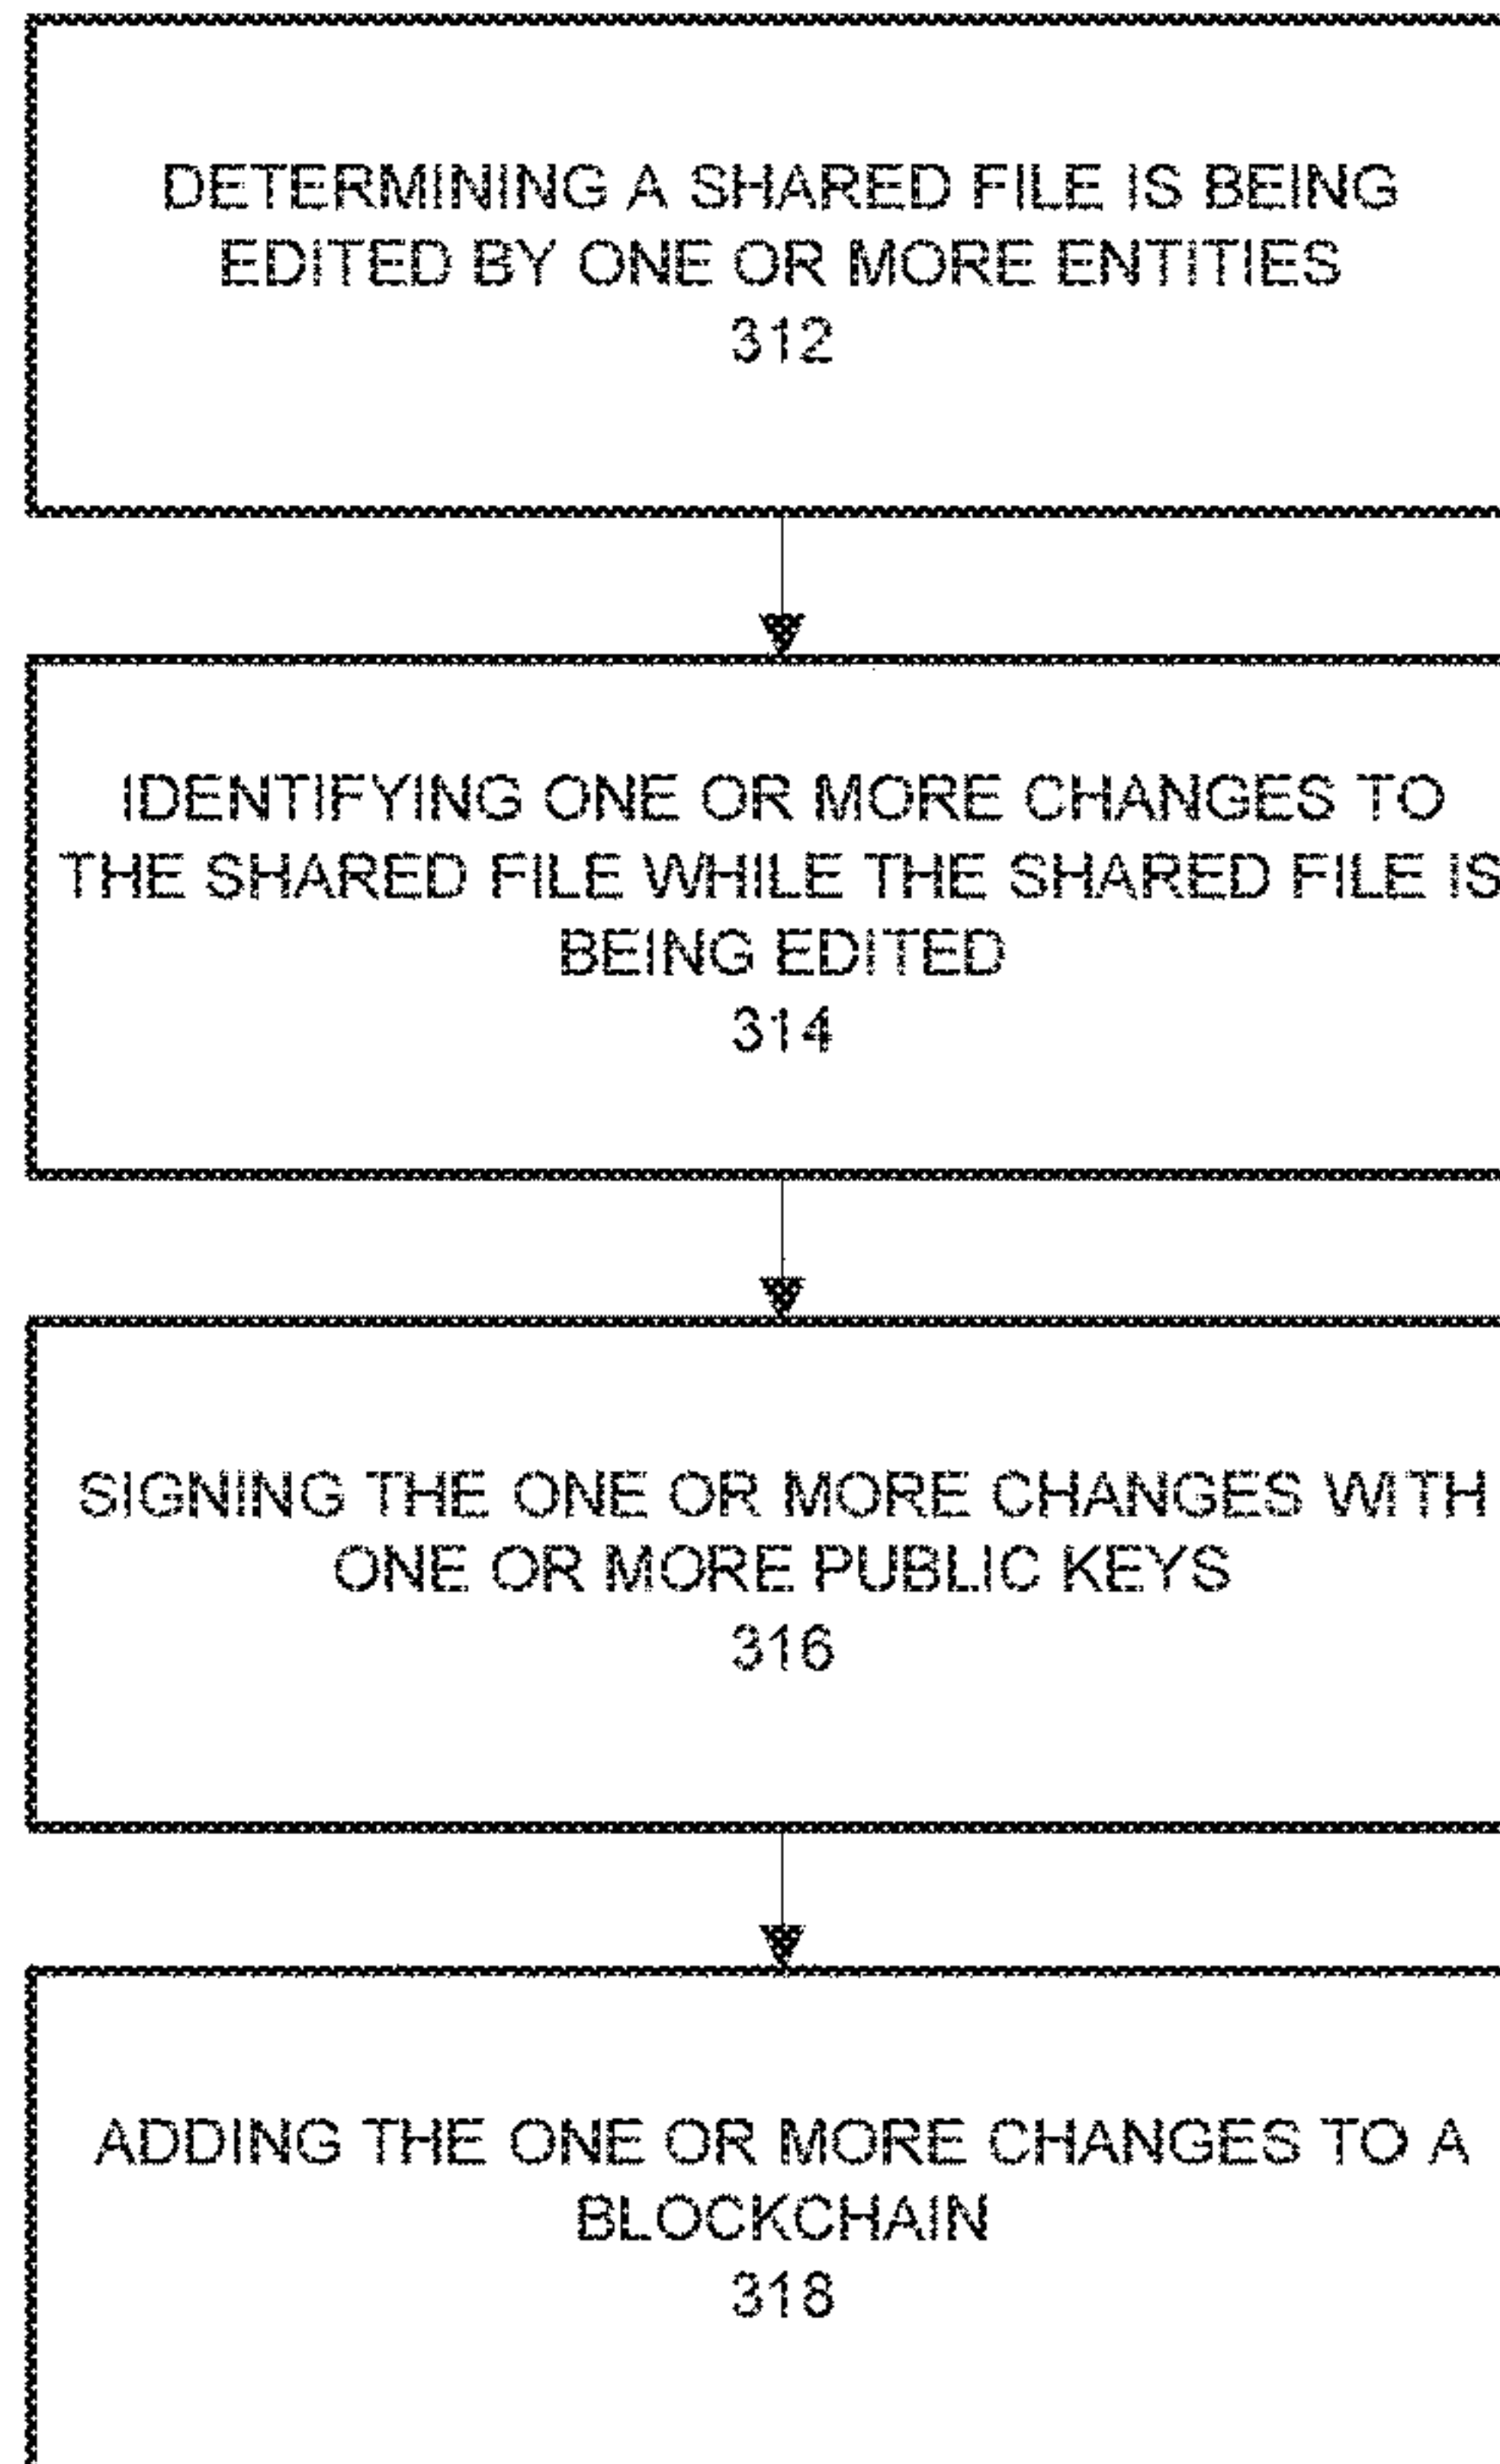 DETERMINING A SHARED FILE IS BEING
EDITED BY ONE OR MORE ENTITIES
312
IDENTIFYING ONE OR MORE CHANGES TO
THE SHARED FILE WHILE THE SHARED FILE IS
BEING EDITED
314
SIGNING THE ONE OR MORE CHANGES WITH
ONE OR MORE PUBLIC KEYS
316
ADDING THE ONE OR MORE CHANGES TO A
BLOCKCHAIN
318